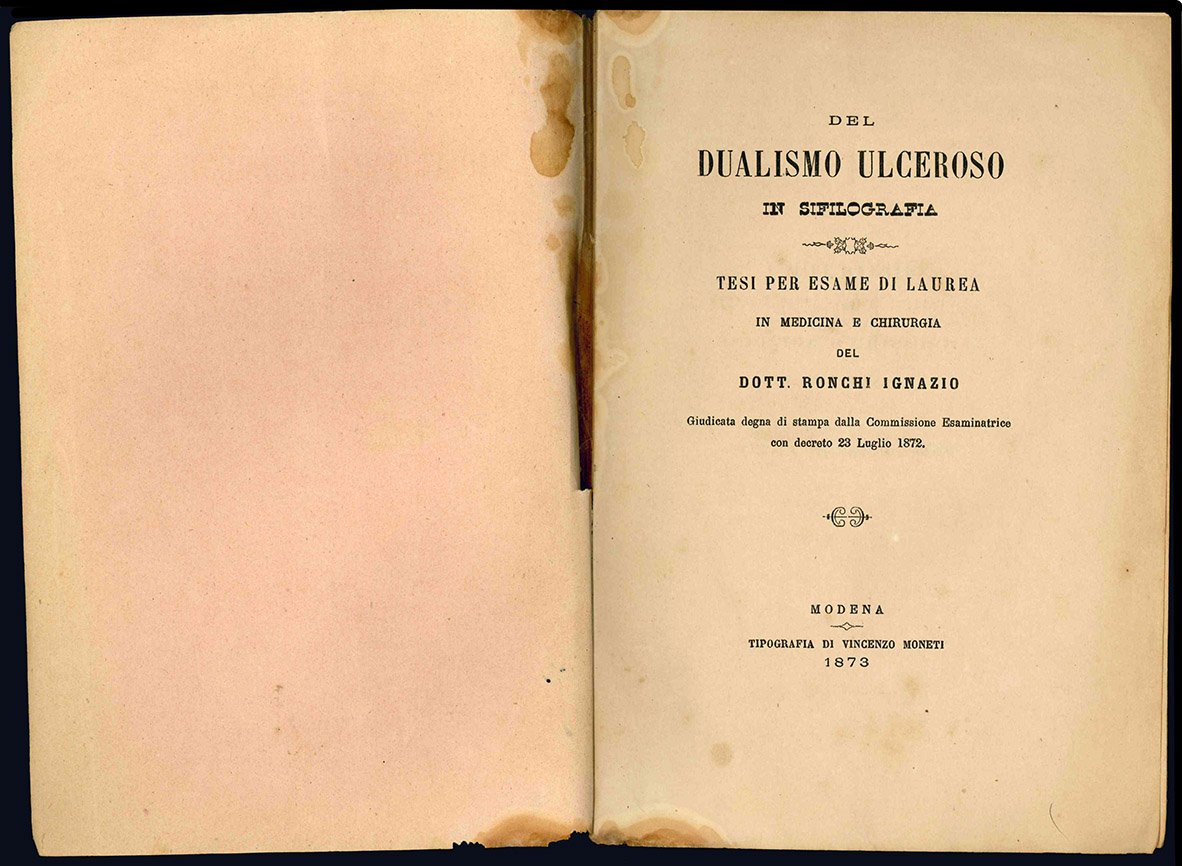 DEL
DUALISMO ULCEROSO
IN SIFILOGRAFIA
TESI PER ESAME DI LAUREA
IN MEDICINA E CHIRURGIA
DEL
DOTT. RONCHI IGNAZIO
Giudicata degna di stampa dalla Commissione Esaminatrice
con decreto 23 Luglio 1872.
MODENA
TIPOGRAFIA DI VINCENZO MONETI
1873